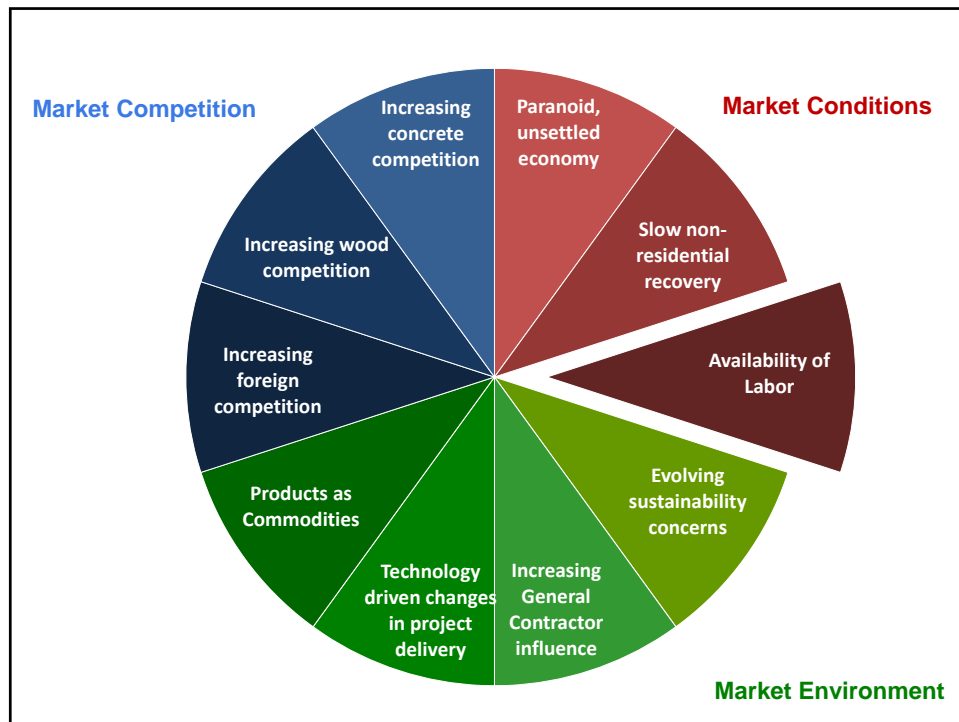 Market Competition
Market Conditions
Increasing
concrete
competition
Paranoid,
unsettled
economy
Slow non-
residential
recovery
Availability of
Labor
Evolving
sustainability
concerns
Increasing
General
Contractor
influence
Technology
driven changes
in project
delivery
Products as
Commodities
Increasing
foreign
competition
Increasing wood
competition
Market Environment